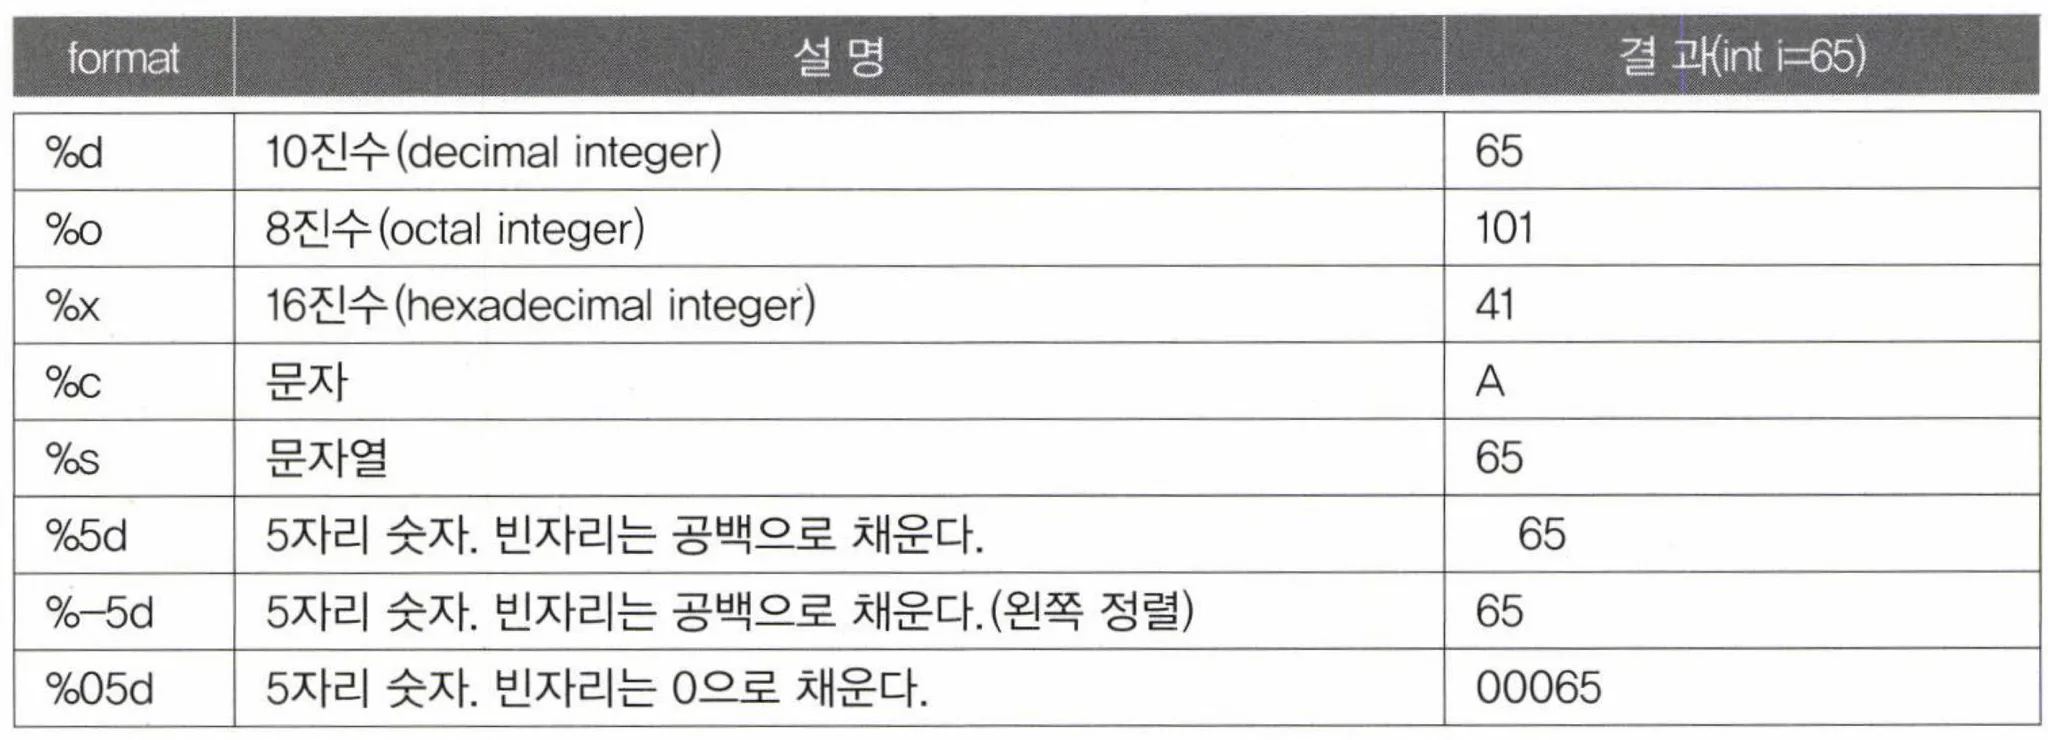 format 설 명 결 과(int i=65)
%d 10진수(decimal integer) 65
%o 8진수(octal integer) 101
%x 16진수(hexadecimal integer) 41
%c 문자 A
%s 문자열 65
%5d 5자리 숫자. 빈자리는 공백으로 채운다. 65
%-5d 5자리 숫자. 빈자리는 공백으로 채운다.(왼쪽 정렬) 65
%05d 5자리 숫자. 빈자리는 0으로 채운다. 00065